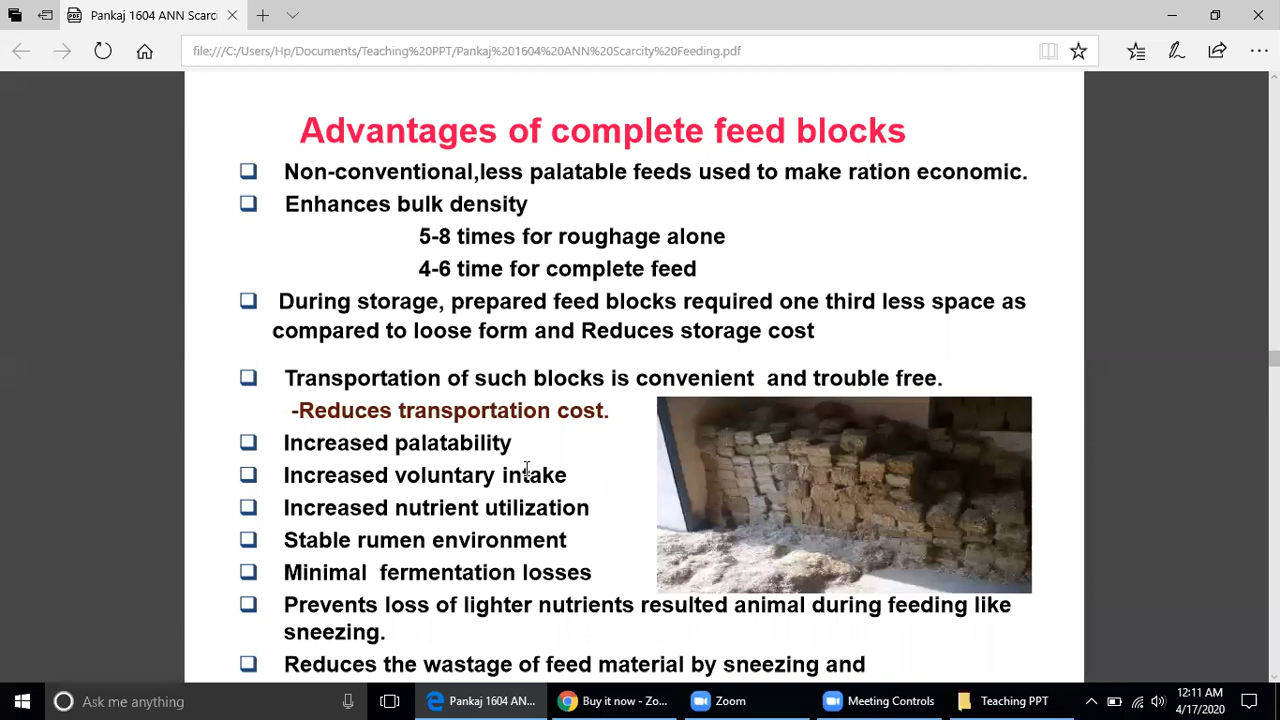 Pankaj 1604 ANN Scarci
file:///C:/Users/Hp/Documents/Teaching%20PPT/Pankaj%201604%20ANN%20Scarcity%20Feeding.pdf
Advantages of complete feed blocks
Non-conventional,less palatable feeds used to make ration economic.
Enhances bulk density
5-8 times for roughage alone
4-6 time for complete feed
During storage, prepared feed blocks required one third less space as
compared to loose form and Reduces storage cost
Transportation of such blocks is convenient and trouble free.
-Reduces transportation cost.
Increased palatability
Increased voluntary intake
Increased nutrient utilization
Stable rumen environment
Minimal fermentation losses
Prevents loss of lighter nutrients resulted animal during feeding like
sneezing.
Reduces the wastage of feed material by sneezing and
Ask me anything
Pankaj 1604 AN...
Buy it now - Zo...
Zoom
Meeting Controls
Teaching PPT
12:11 AM
4/17/2020